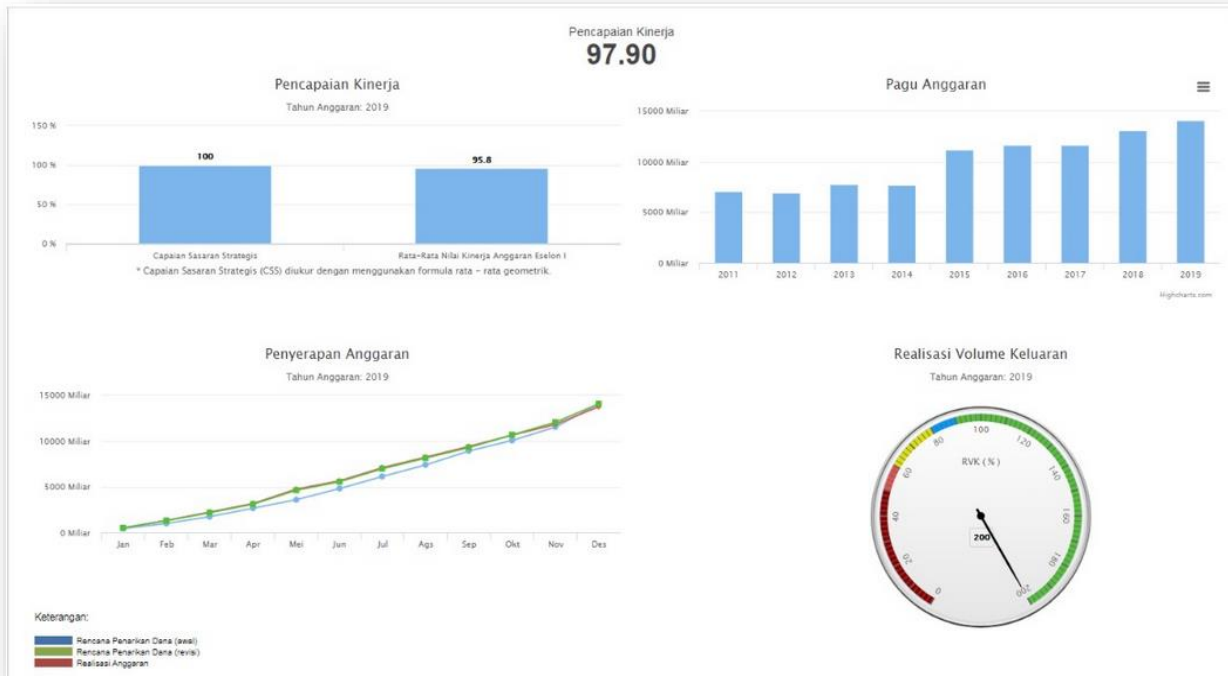 Pencapaian Kinerja
97.90
Pencapaian Kinerja
Tahun Anggaran: 2019
150 %
100 %
50 %
0 %
100
95.8
Capaian Sasaran Strategis
Rata-Rata Nilai Kinerja Anggaran Eselon I
* Capaian Sasaran Strategis (CSS) diukur dengan menggunakan formula rata - rata geometrik.
Pagu Anggaran
15000 Miliar
10000 Miliar
5000 Miliar
0 Miliar
2011 2012 2013 2014 2015 2016 2017 2018 2019
Highcharts.com
Penyerapan Anggaran
Tahun Anggaran: 2019
15000 Miliar
10000 Miliar
5000 Miliar
0 Miliar
Jan Feb Mar Apr Mei Jun Jul Ags Sep Okt Nov Des
Keterangan:
Rencana Penarikan Dana (awal)
Rencana Penarikan Dana (revisi)
Realisasi Anggaran
Realisasi Volume Keluaran
Tahun Anggaran: 2019
0 20 40 60 80 100 120 140 160 180 200
RVK (%)
200